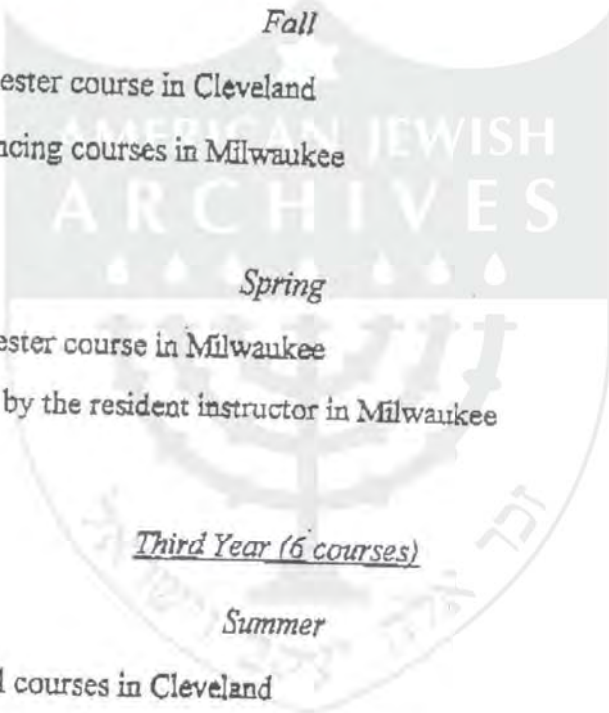 Fall
ester course in Cleveland
ncing courses in Milwaukee
AMERICAN JEWISH
ARCHIVES
Spring
ester course in Milwaukee
by the resident instructor in Milwaukee
Third Year (6 courses)
Summer
l courses in Cleveland